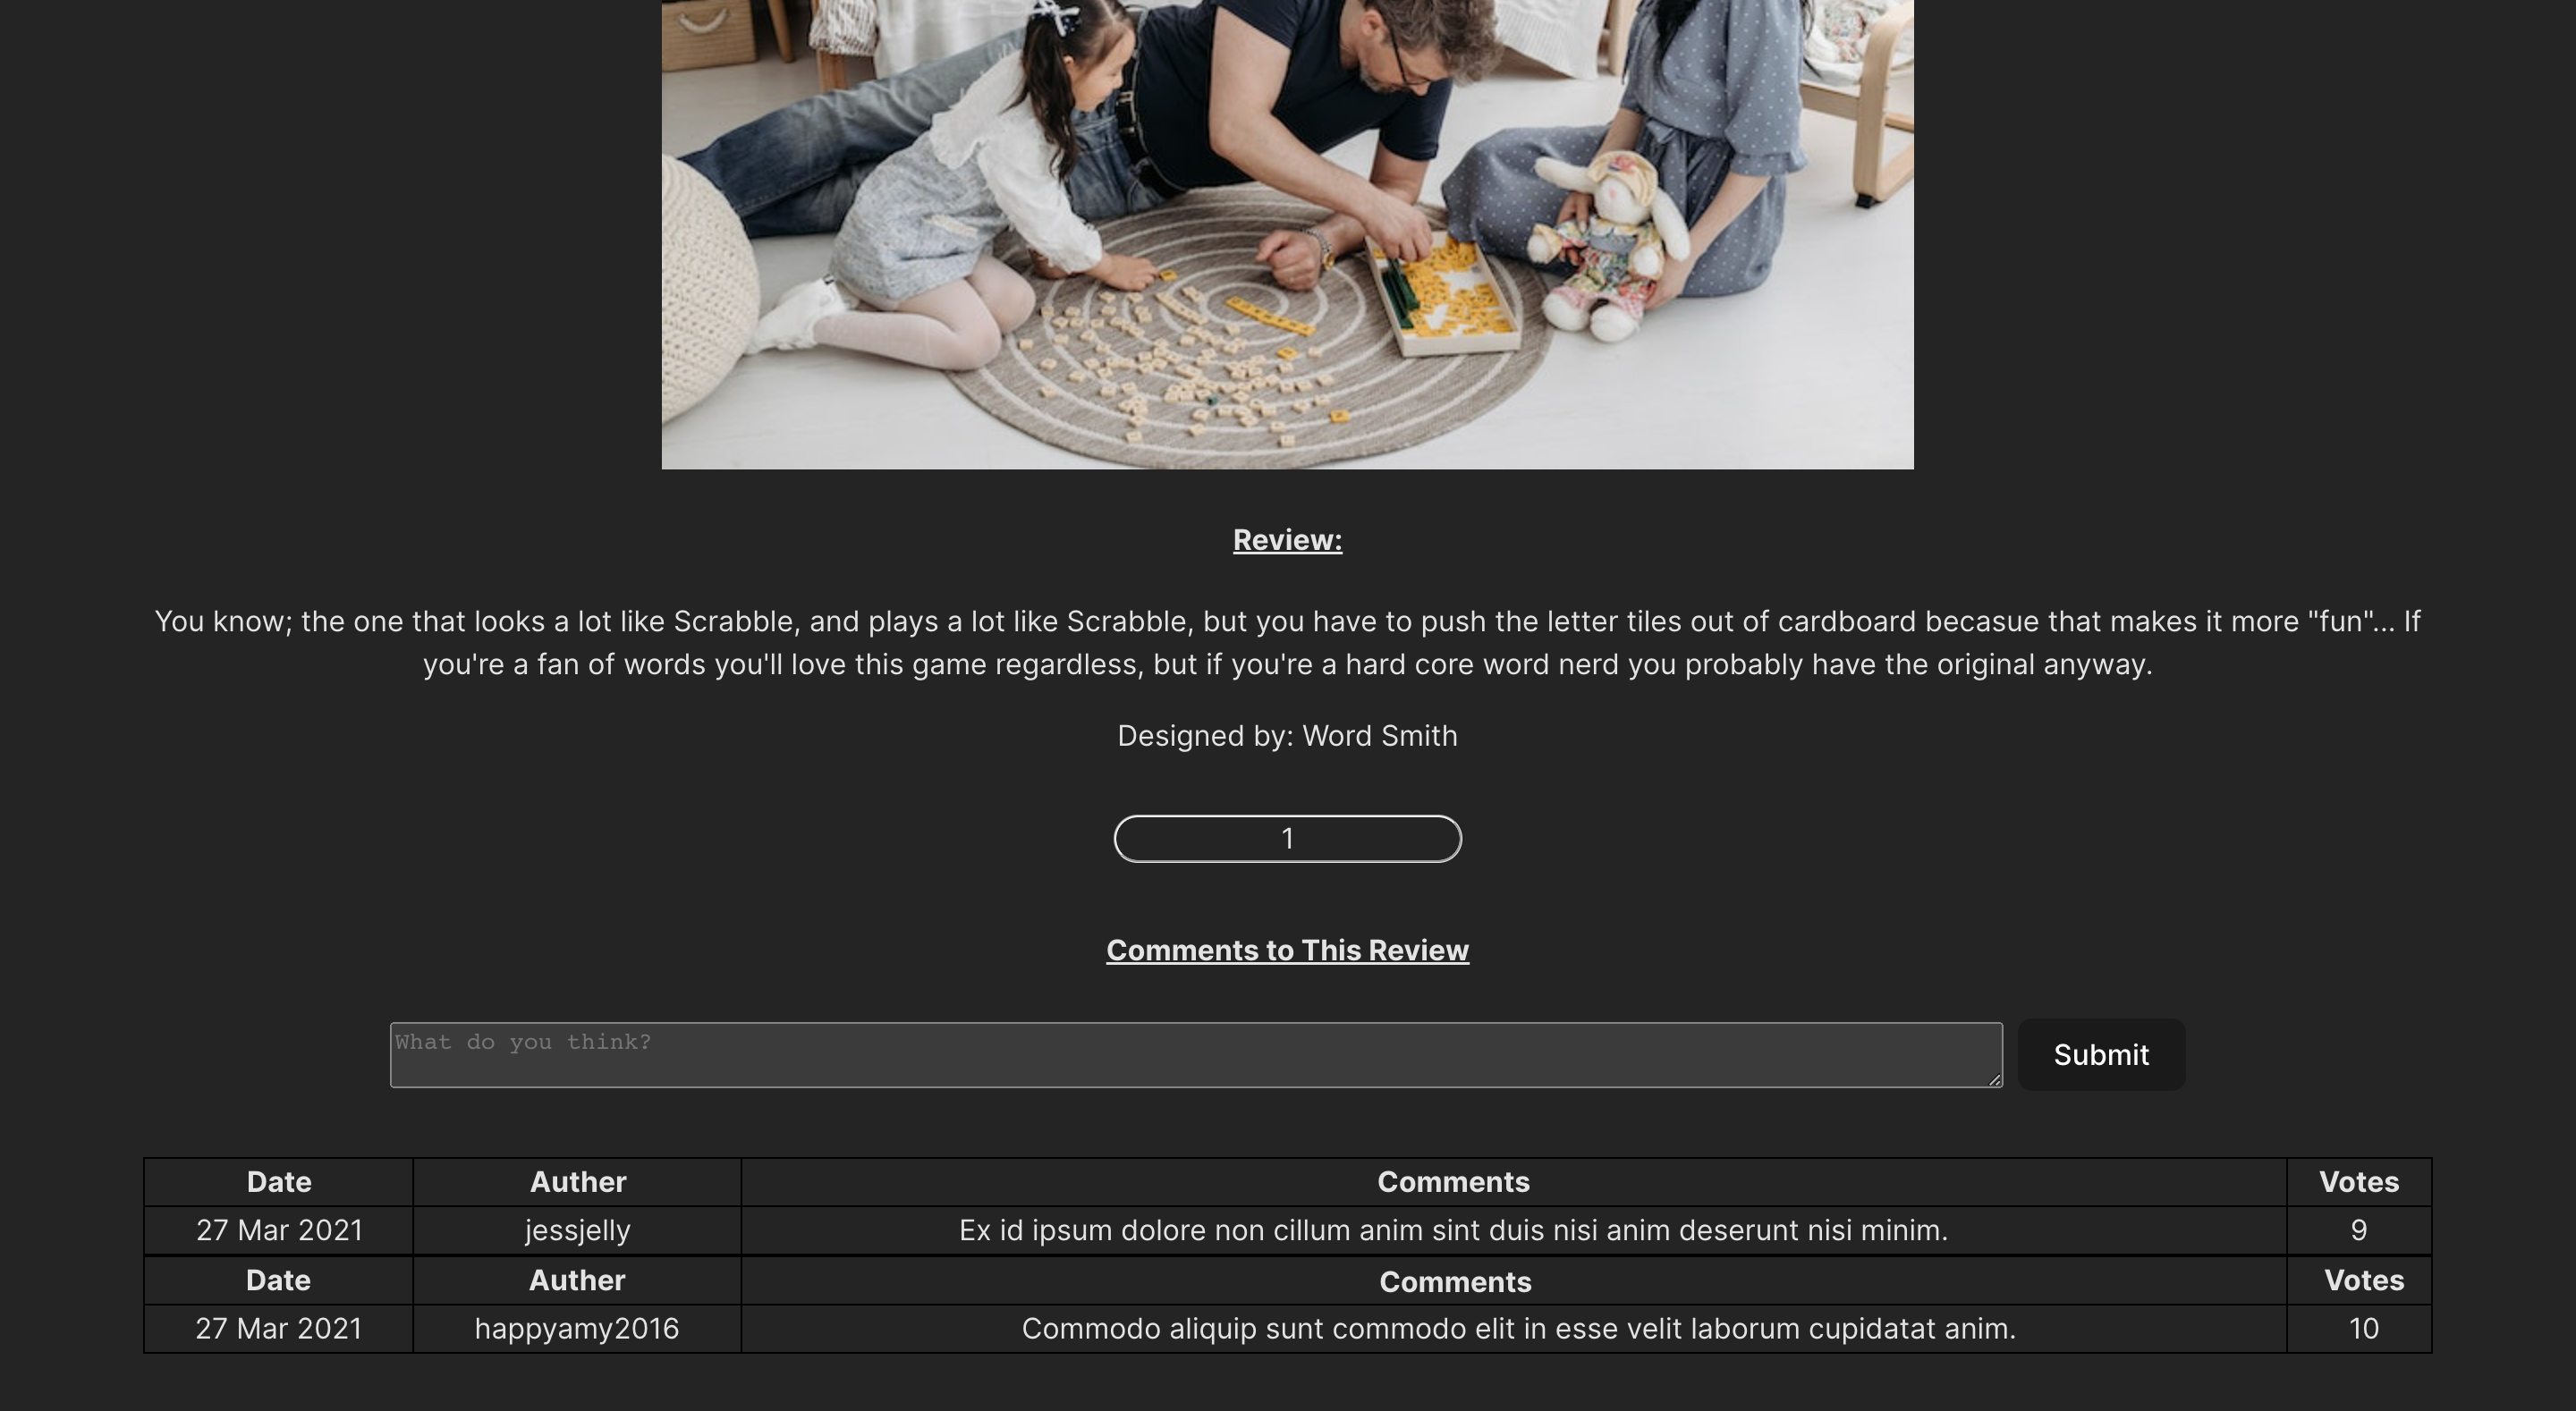 Review:
You know; the one that looks a lot like Scrabble, and plays a lot like Scrabble, but you have to push the letter tiles out of cardboard becasue that makes it more "fun"... If
you're a fan of words you'll love this game regardless, but if you're a hard core word nerd you probably have the original anyway.
Designed by: Word Smith
1
Comments to This Review
What do you think?
Submit
Date Auther Comments Votes
27 Mar 2021 jessjelly Ex id ipsum dolore non cillum anim sint duis nisi anim deserunt nisi minim. 9
Date Auther Comments Votes
27 Mar 2021 happyamy2016 Commodo aliquip sunt commodo elit in esse velit laborum cupidatat anim. 10